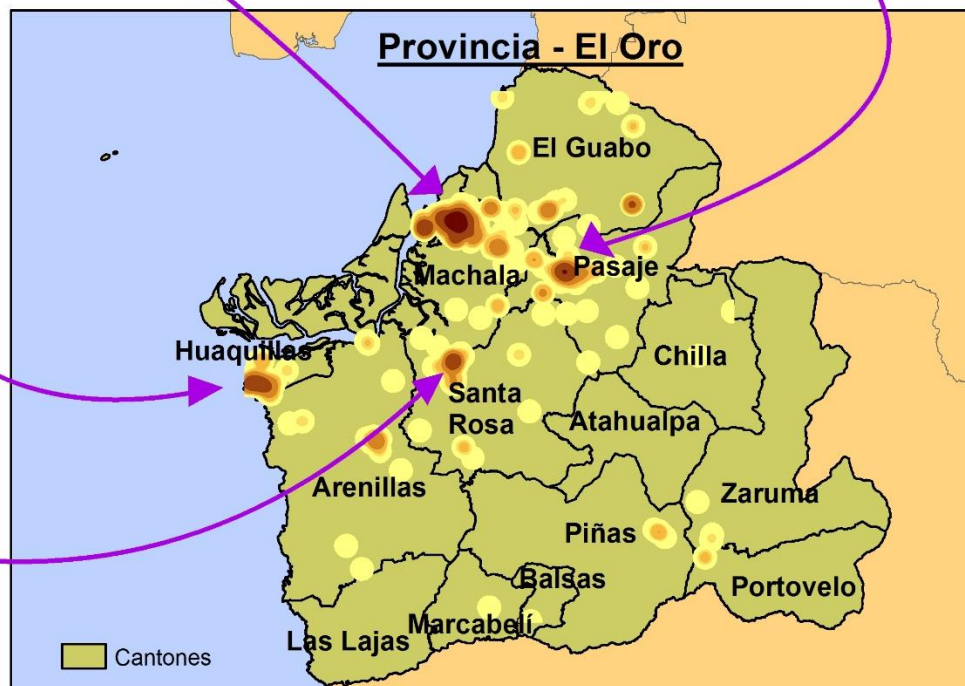 Provincia - El Oro
El Guabo
Machala
Pasaje
Huaquillas
Chilla
Santa
Rosa
Atahualpa
Arenillas
Zaruma
Piñas
Balsas
Portovelo
Marcabelí
Las Lajas
Cantones